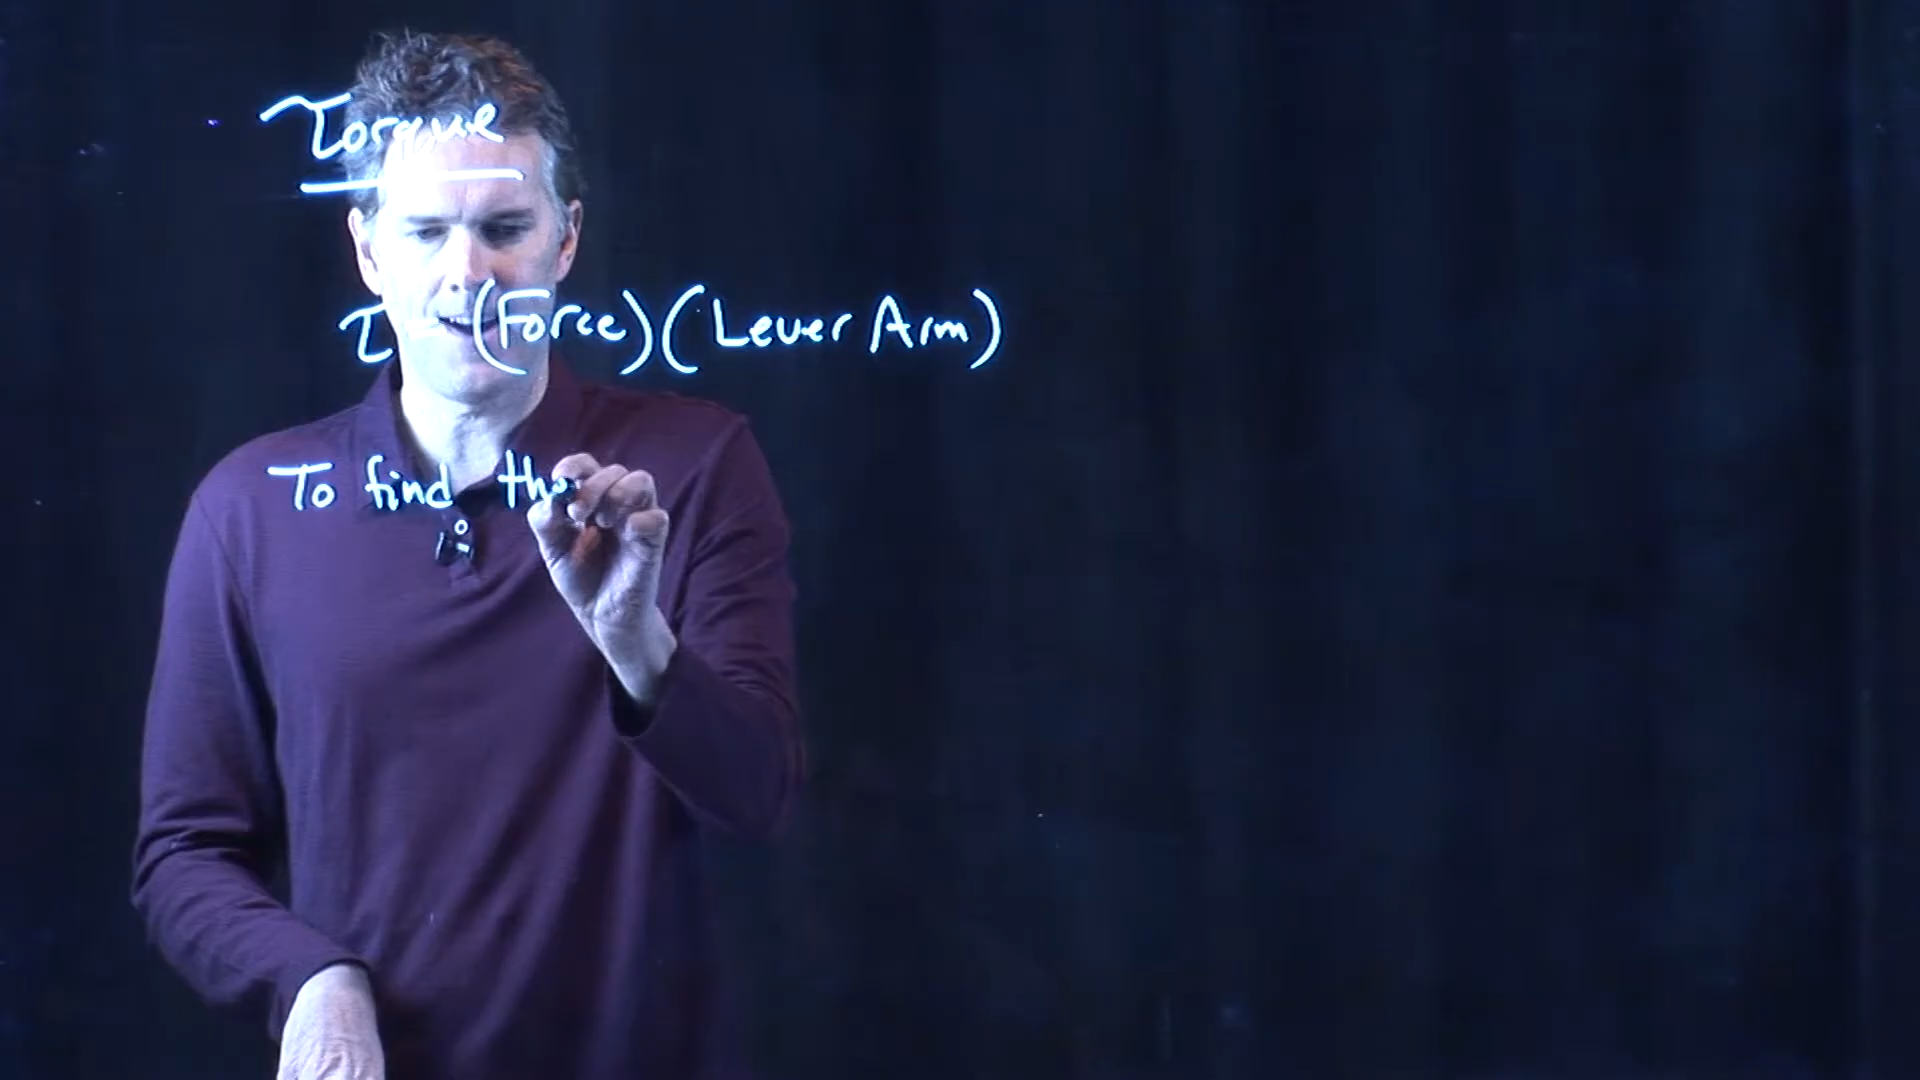 Torque
τ = (Force)(Lever Arm)
To find the